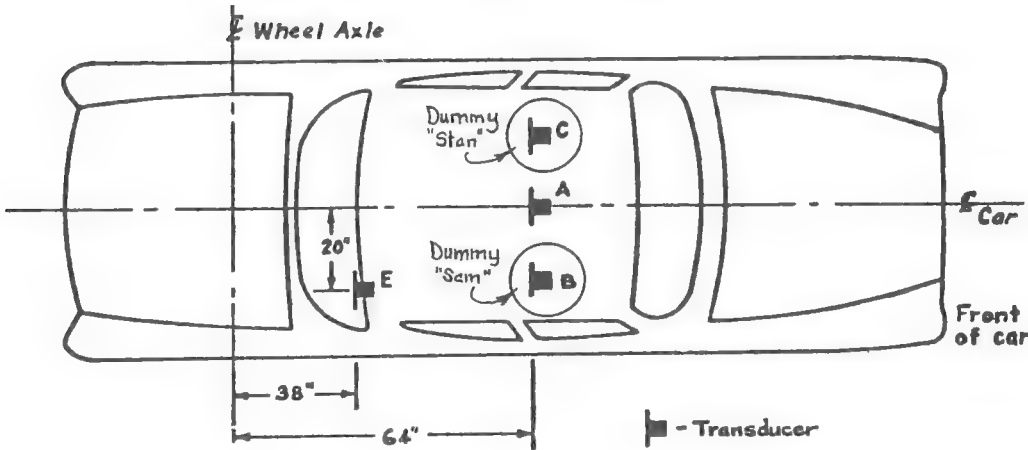 ℄ Wheel Axle
Dummy
"Stan"
C
A
℄ Car
20"
Dummy
"Sam"
E
B
Front
of car
38"
64"
- Transducer